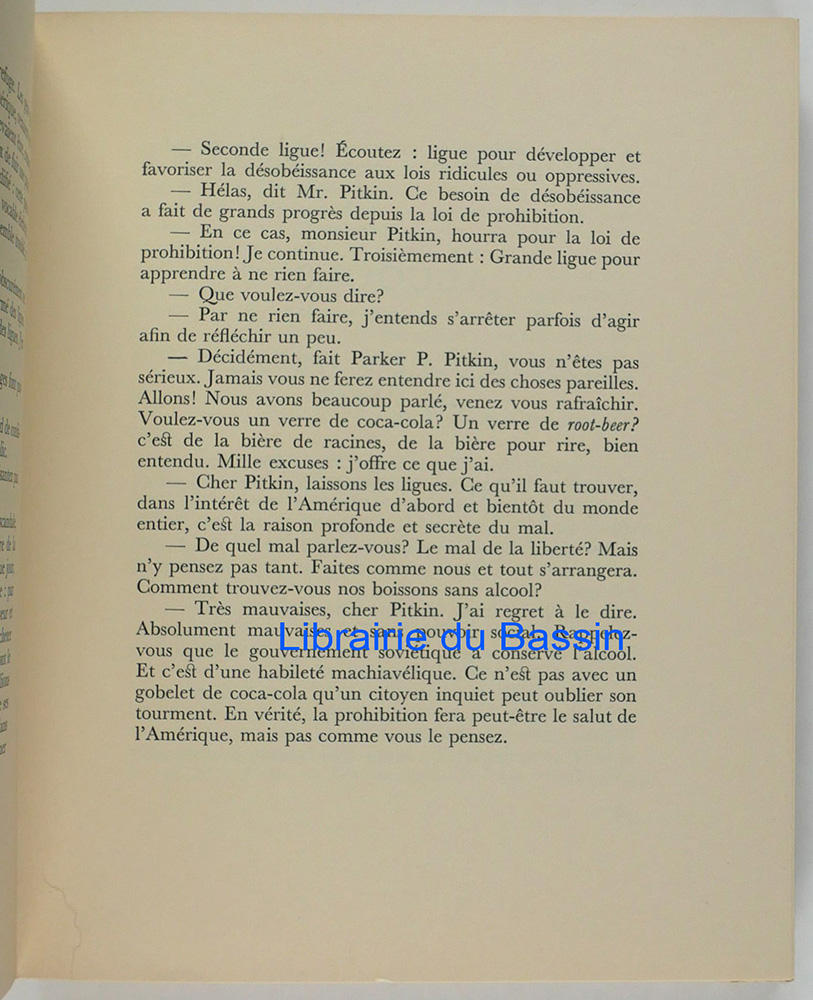 — Seconde ligue! Écoutez : ligue pour développer et
favoriser la désobéissance aux lois ridicules ou oppressives.
— Hélas, dit Mr. Pitkin. Ce besoin de désobéissance
a fait de grands progrès depuis la loi de prohibition.
— En ce cas, monsieur Pitkin, hourra pour la loi de
prohibition! Je continue. Troisièmement : Grande ligue pour
apprendre à ne rien faire.
— Que voulez-vous dire?
— Par ne rien faire, j'entends s'arrêter parfois d'agir
afin de réfléchir un peu.
— Décidément, fait Parker P. Pitkin, vous n'êtes pas
sérieux. Jamais vous ne ferez entendre ici des choses pareilles.
Allons! Nous avons beaucoup parlé, venez vous rafraîchir.
Voulez-vous un verre de coca-cola? Un verre de root-beer?
c'est de la bière de racines, de la bière pour rire, bien
entendu. Mille excuses : j'offre ce que j'ai.
— Cher Pitkin, laissons les ligues. Ce qu'il faut trouver,
dans l'intérêt de l'Amérique d'abord et bientôt du monde
entier, c'est la raison profonde et secrète du mal.
— De quel mal parlez-vous? Le mal de la liberté? Mais
n'y pensez pas tant. Faites comme nous et tout s'arrangera.
Comment trouvez-vous nos boissons sans alcool?
— Très mauvaises, cher Pitkin. J'ai regret à le dire.
Absolument mauvaises et sans pouvoir social. Rappelez-
Librairie du Bassin
vous que le gouvernement soviétique a conservé l'alcool.
Et c'est d'une habileté machiavélique. Ce n'est pas avec un
gobelet de coca-cola qu'un citoyen inquiet peut oublier son
tourment. En vérité, la prohibition fera peut-être le salut de
l'Amérique, mais pas comme vous le pensez.